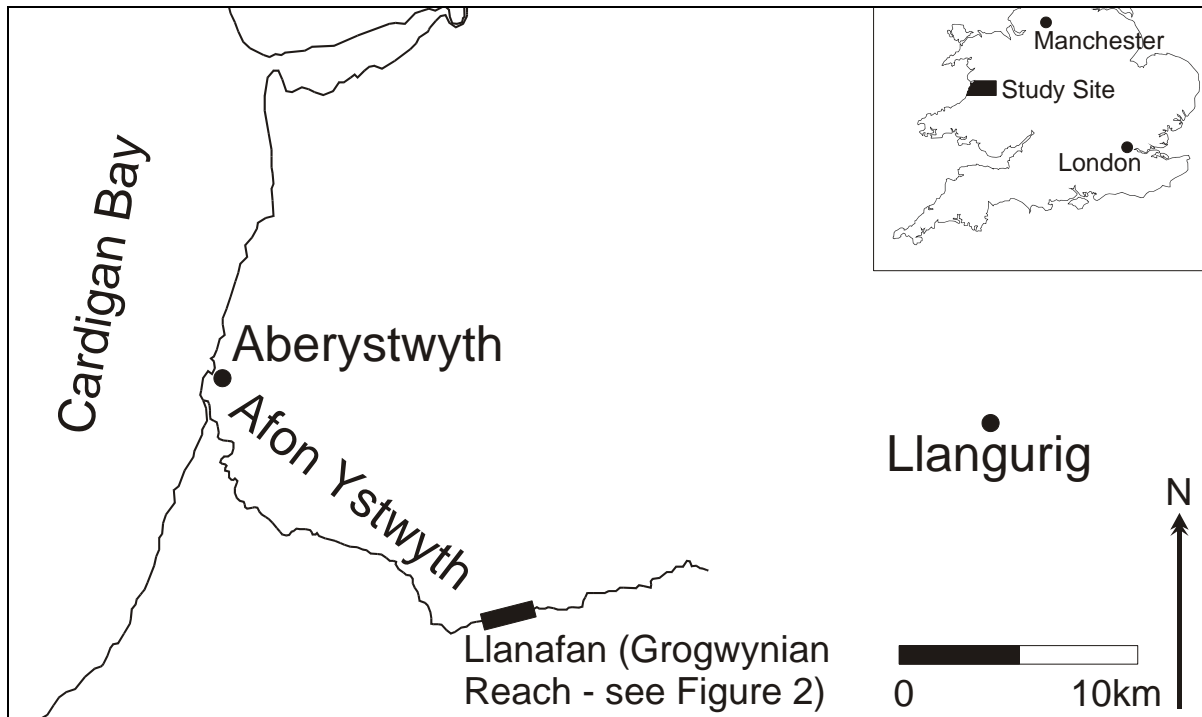 Manchester
Study Site
London
Cardigan Bay
Aberystwyth
Afon Ystwyth
Llangurig
N
Llanafan (Grogwynian
Reach - see Figure 2)
0 10km